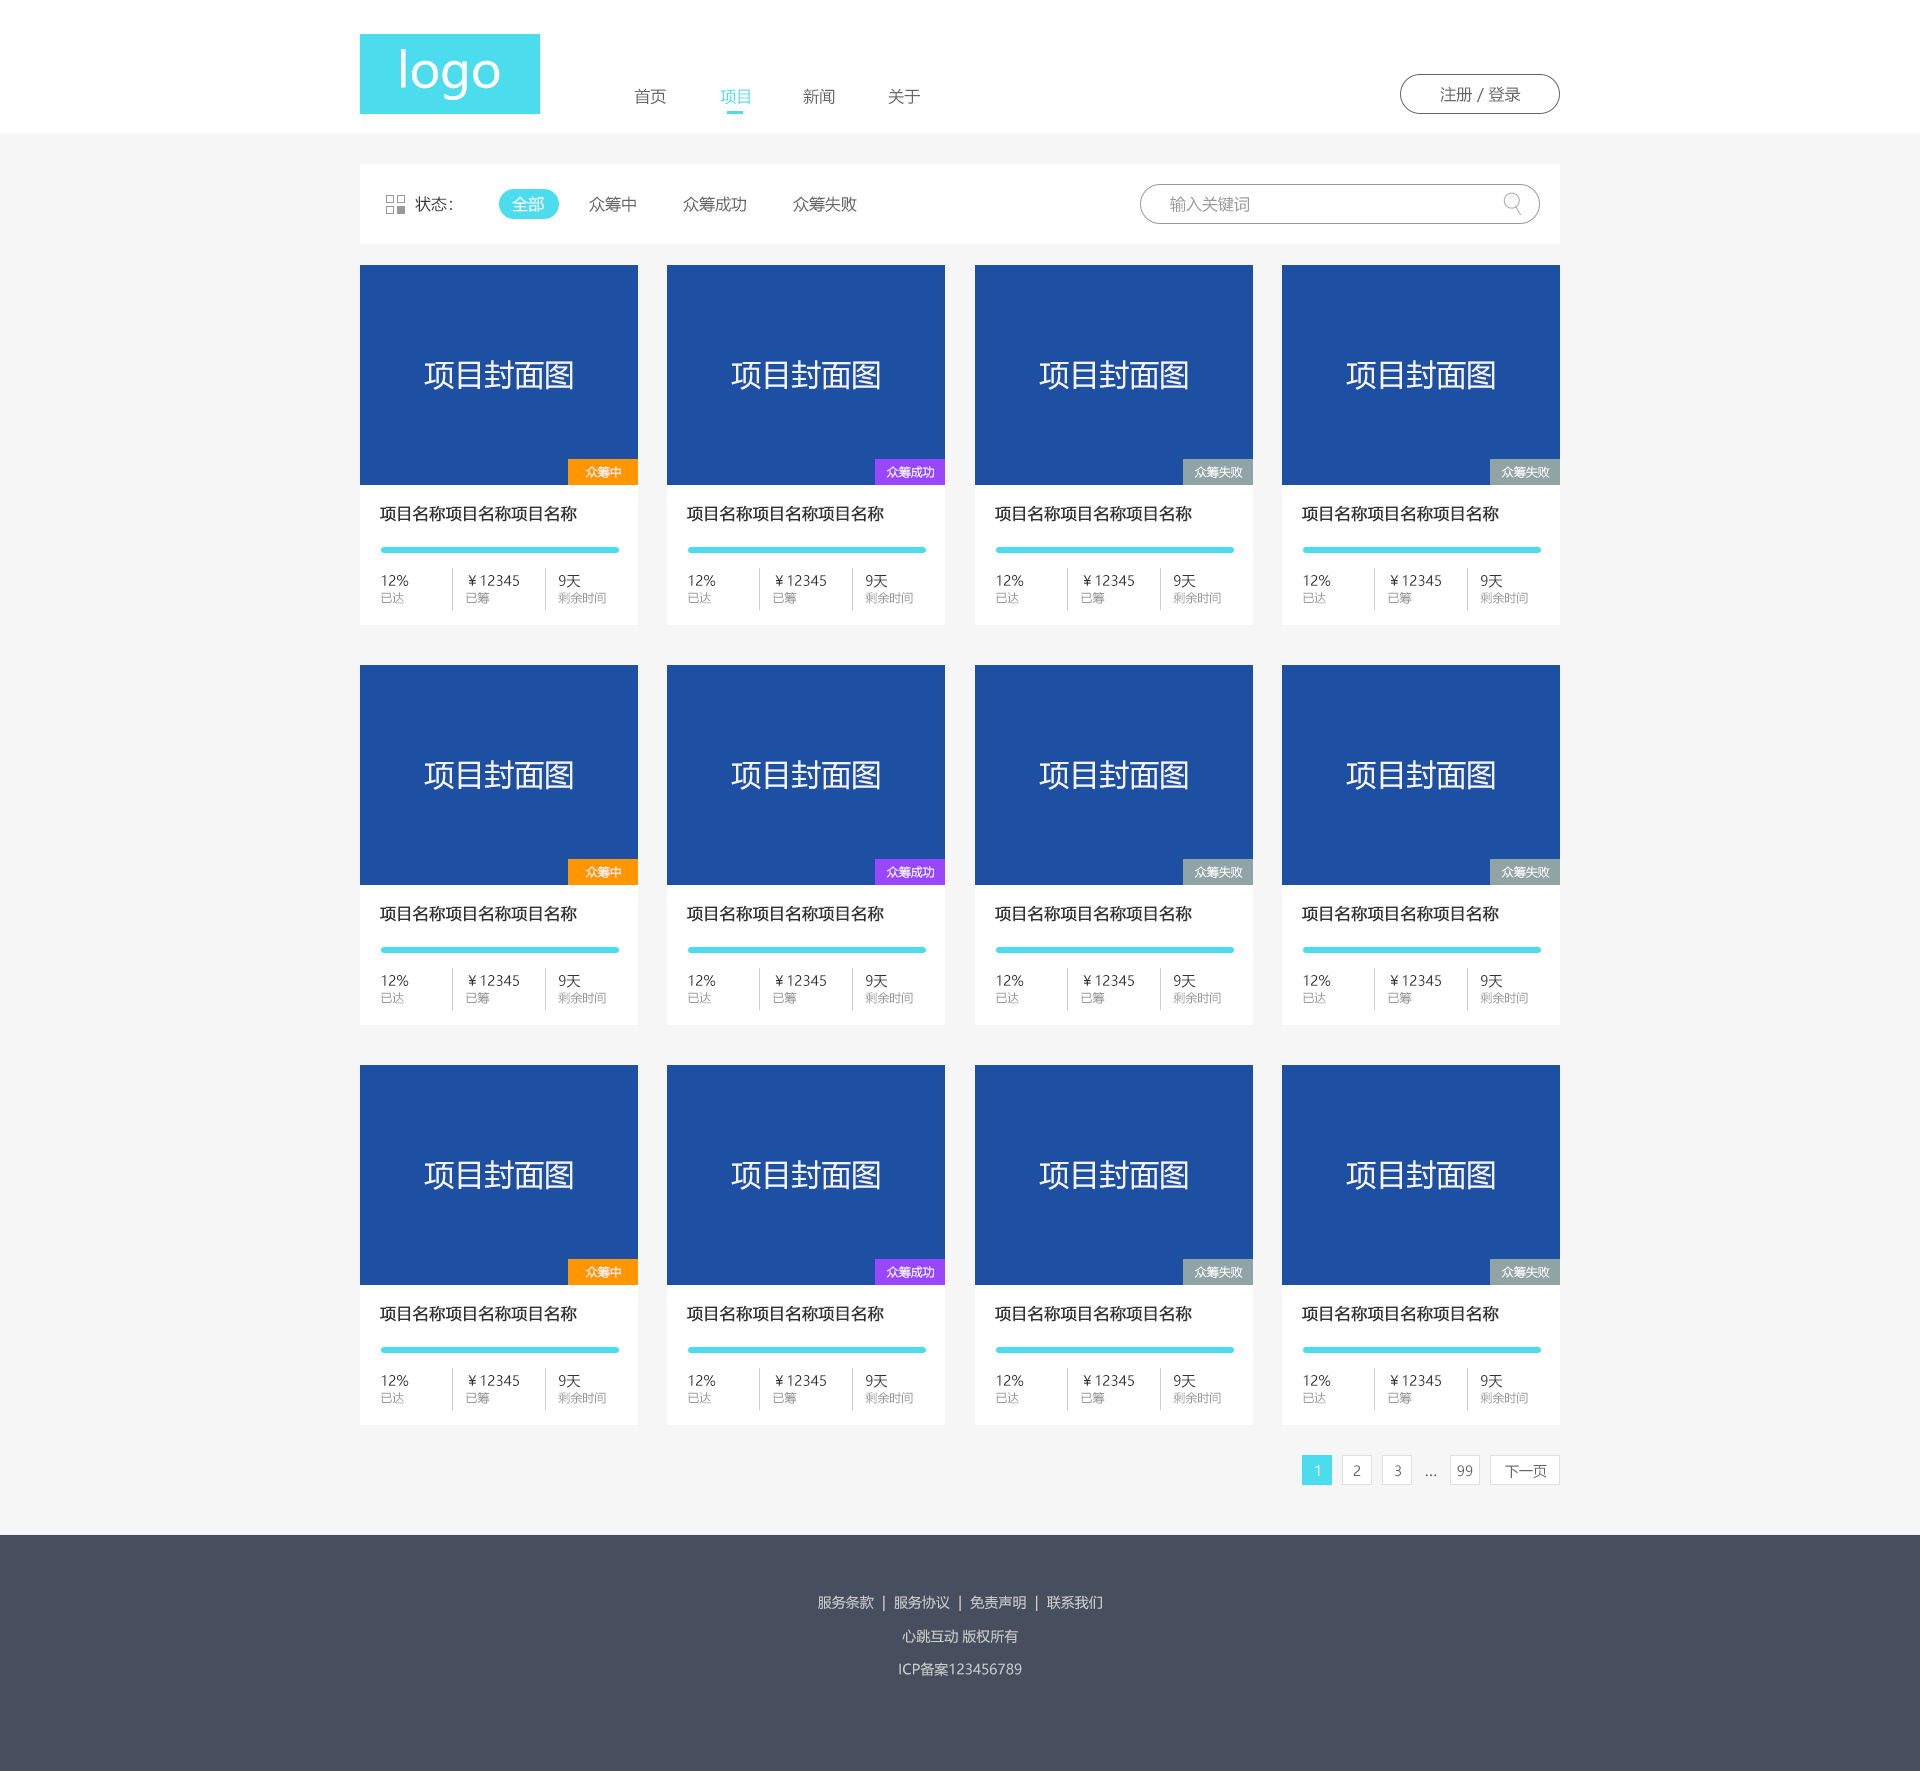 logo
首页 项目 新闻 关于 注册 / 登录
状态： 全部 众筹中 众筹成功 众筹失败 输入关键词
项目封面图 项目封面图 项目封面图 项目封面图
众筹中 众筹成功 众筹失败 众筹失败
项目名称项目名称项目名称 项目名称项目名称项目名称 项目名称项目名称项目名称 项目名称项目名称项目名称
12% ￥12345 9天 12% ￥12345 9天 12% ￥12345 9天 12% ￥12345 9天
已达 已筹 剩余时间 已达 已筹 剩余时间 已达 已筹 剩余时间 已达 已筹 剩余时间
项目封面图 项目封面图 项目封面图 项目封面图
众筹中 众筹成功 众筹失败 众筹失败
项目名称项目名称项目名称 项目名称项目名称项目名称 项目名称项目名称项目名称 项目名称项目名称项目名称
12% ￥12345 9天 12% ￥12345 9天 12% ￥12345 9天 12% ￥12345 9天
已达 已筹 剩余时间 已达 已筹 剩余时间 已达 已筹 剩余时间 已达 已筹 剩余时间
项目封面图 项目封面图 项目封面图 项目封面图
众筹中 众筹成功 众筹失败 众筹失败
项目名称项目名称项目名称 项目名称项目名称项目名称 项目名称项目名称项目名称 项目名称项目名称项目名称
12% ￥12345 9天 12% ￥12345 9天 12% ￥12345 9天 12% ￥12345 9天
已达 已筹 剩余时间 已达 已筹 剩余时间 已达 已筹 剩余时间 已达 已筹 剩余时间
1 2 3 ... 99 下一页
服务条款 | 服务协议 | 免责声明 | 联系我们
心跳互动 版权所有
ICP备案123456789